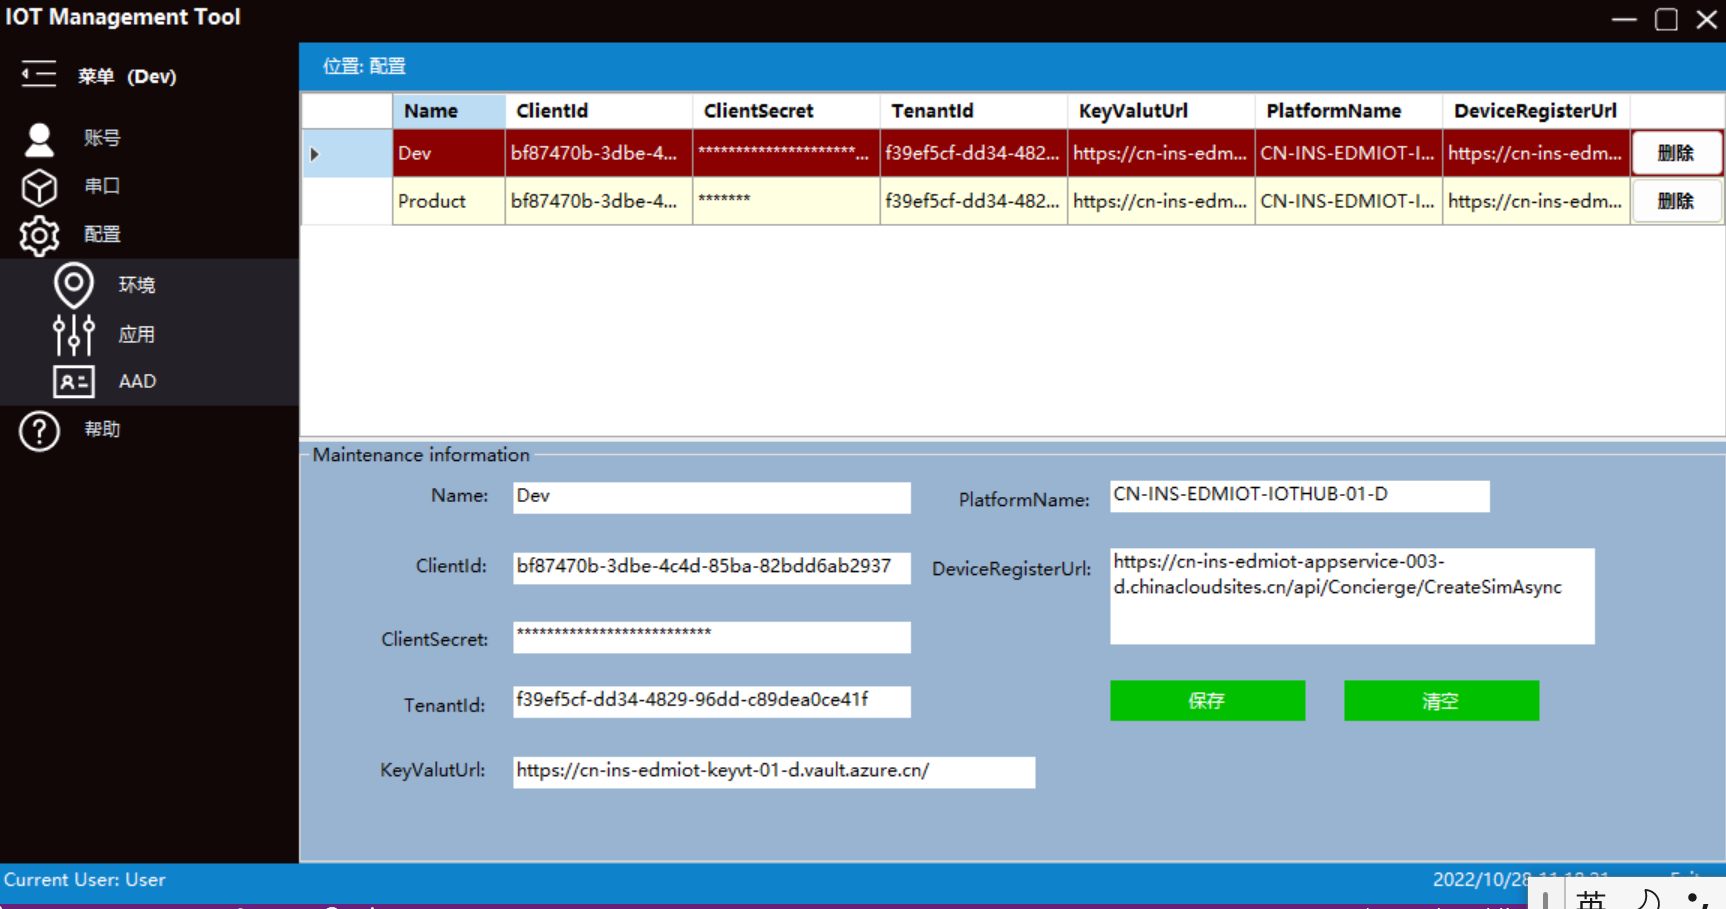 IOT Management Tool
菜单 (Dev)
账号
串口
配置
环境
应用
AAD
帮助
位置: 配置
Name ClientId ClientSecret TenantId KeyValutUrl PlatformName DeviceRegisterUrl
Dev bf87470b-3dbe-4... *********************... f39ef5cf-dd34-482... https://cn-ins-edm... CN-INS-EDMIOT-I... https://cn-ins-edm... 删除
Product bf87470b-3dbe-4... ******* f39ef5cf-dd34-482... https://cn-ins-edm... CN-INS-EDMIOT-I... https://cn-ins-edm... 删除
Maintenance information
Name: Dev
ClientId: bf87470b-3dbe-4c4d-85ba-82bdd6ab2937
ClientSecret: **************************
TenantId: f39ef5cf-dd34-4829-96dd-c89dea0ce41f
KeyValutUrl: https://cn-ins-edmiot-keyvt-01-d.vault.azure.cn/
PlatformName: CN-INS-EDMIOT-IOTHUB-01-D
DeviceRegisterUrl: https://cn-ins-edmiot-appservice-003-
d.chinacloudsites.cn/api/Concierge/CreateSimAsync
保存 清空
Current User: User
2022/10/28
英